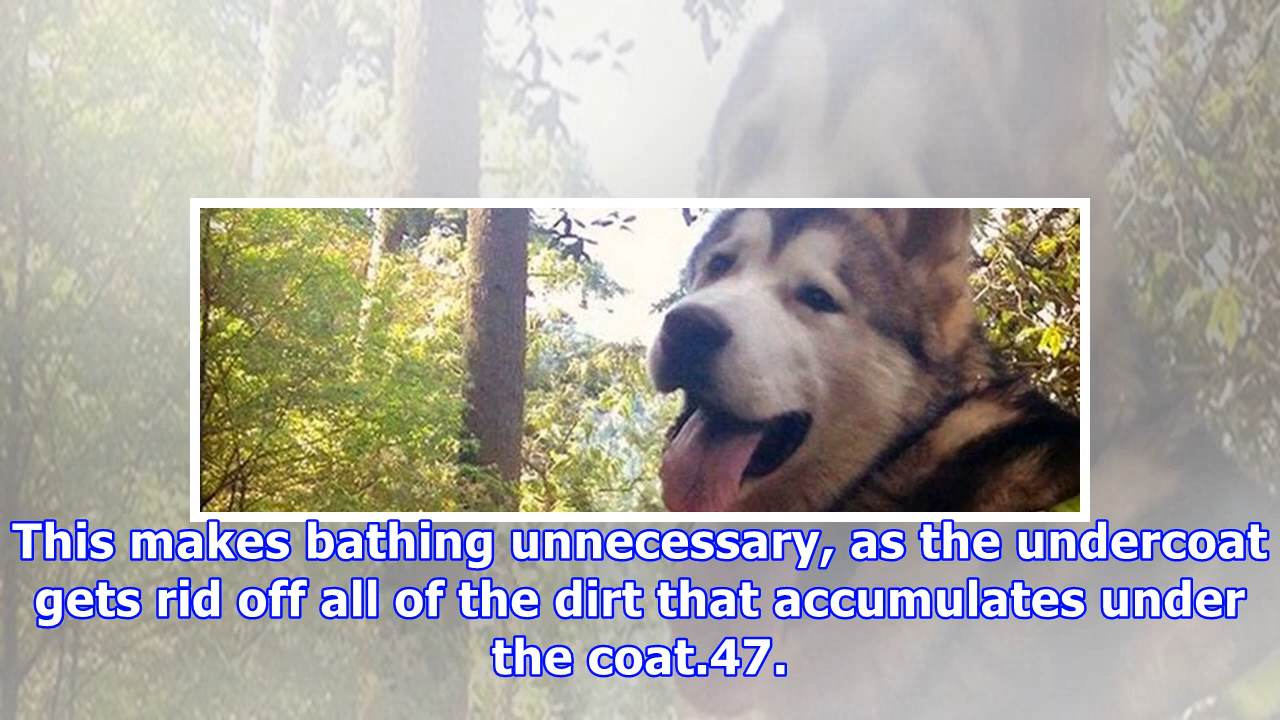 This makes bathing unnecessary, as the undercoat
gets rid off all of the dirt that accumulates under
the coat.47.